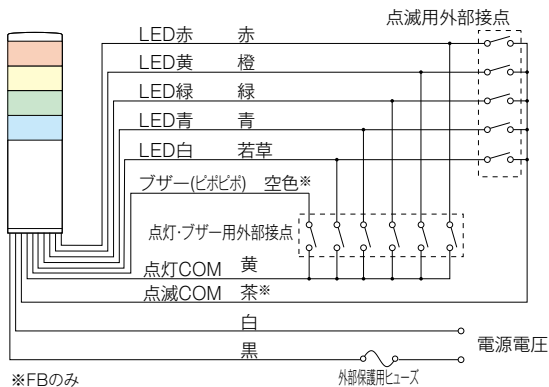 点滅用外部接点
LED赤 赤
LED黄 橙
LED緑 緑
LED青 青
LED白 若草
ブザー(ピポピポ) 空色※
点灯・ブザー用外部接点
点灯COM 黄
点滅COM 茶※
白
黒
電源電圧
外部保護用ヒューズ
※FBのみ